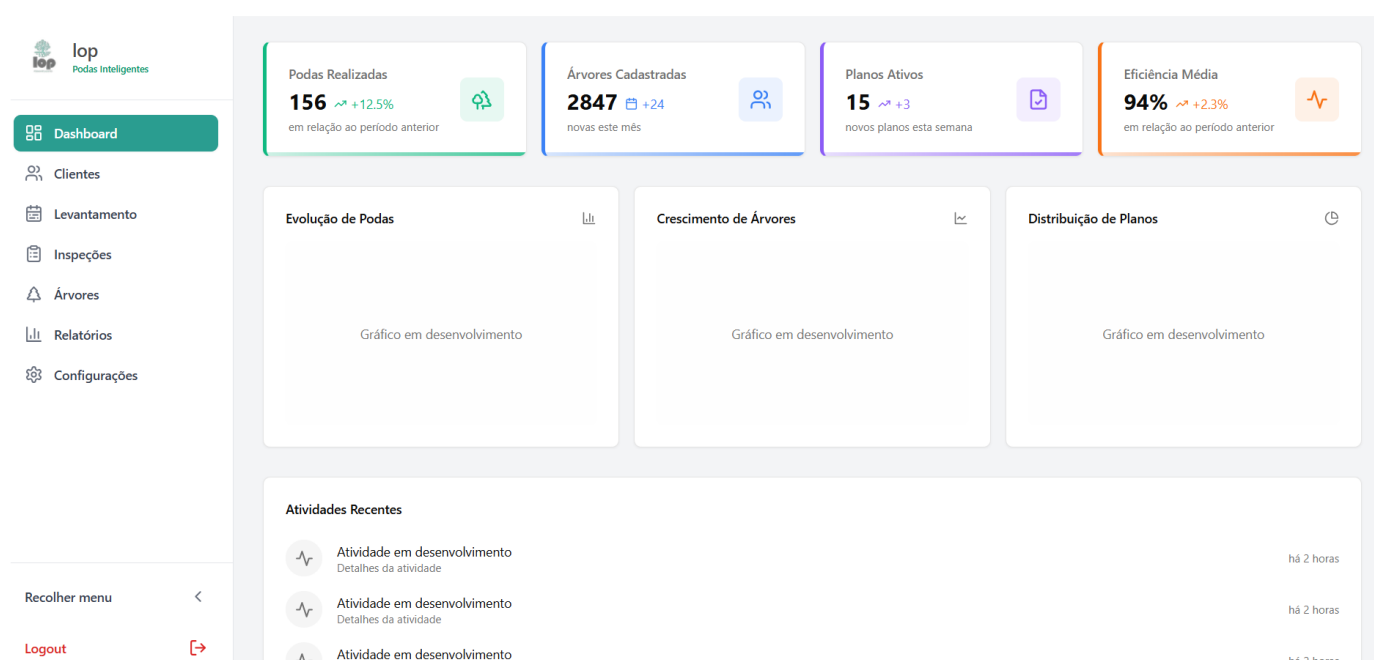 lop
lop
Podas Inteligentes
Dashboard
Clientes
Levantamento
Inspeções
Árvores
Relatórios
Configurações
Recolher menu
Logout
Podas Realizadas
156 +12.5%
em relação ao período anterior
Árvores Cadastradas
2847 +24
novas este mês
Planos Ativos
15 +3
novos planos esta semana
Eficiência Média
94% +2.3%
em relação ao período anterior
Evolução de Podas
Gráfico em desenvolvimento
Crescimento de Árvores
Gráfico em desenvolvimento
Distribuição de Planos
Gráfico em desenvolvimento
Atividades Recentes
Atividade em desenvolvimento
Detalhes da atividade
há 2 horas
Atividade em desenvolvimento
Detalhes da atividade
há 2 horas
Atividade em desenvolvimento
há 2 horas